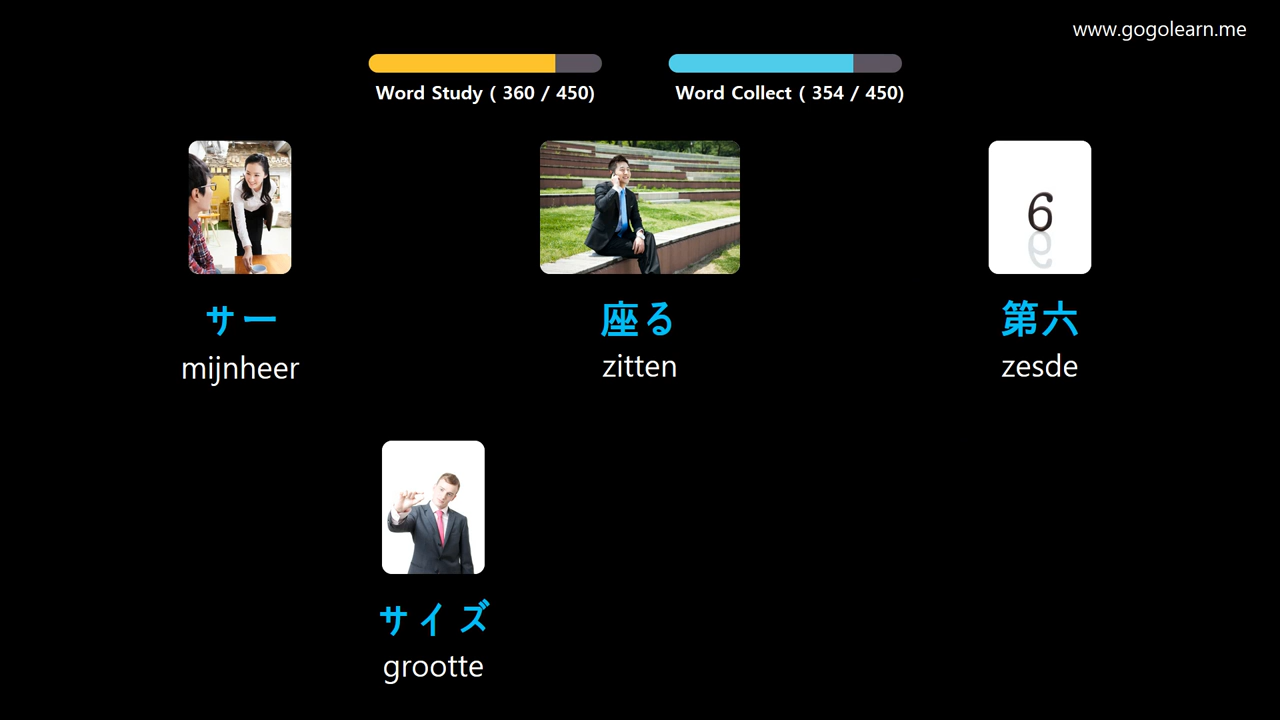 www.gogolearn.me
Word Study ( 360 / 450)
Word Collect ( 354 / 450)
6
サー
mijnheer
座る
zitten
第六
zesde
サイズ
grootte